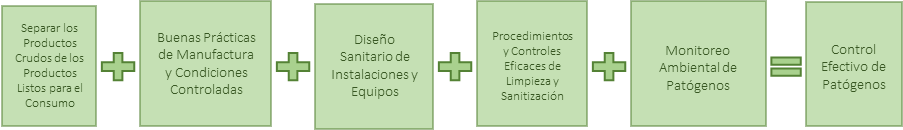 Separar los
Productos
Crudos de los
Productos
Listos para el
Consumo
Buenas Prácticas
de Manufactura
y Condiciones
Controladas
Diseño
Sanitario de
Instalaciones y
Equipos
Procedimientos
y Controles
Eficaces de
Limpieza y
Sanitización
Monitoreo
Ambiental de
Patógenos
Control
Efectivo de
Patógenos